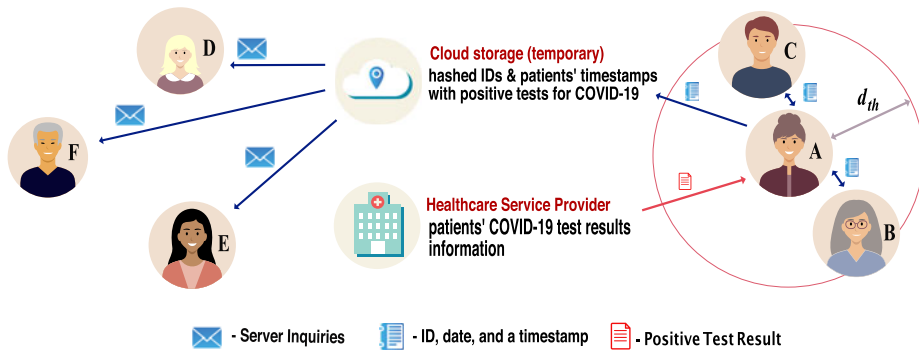 D
Cloud storage (temporary)
hashed IDs & patients' timestamps
with positive tests for COVID-19
C
d_th
F
A
E
Healthcare Service Provider
patients' COVID-19 test results
information
B
- Server Inquiries
- ID, date, and a timestamp
- Positive Test Result